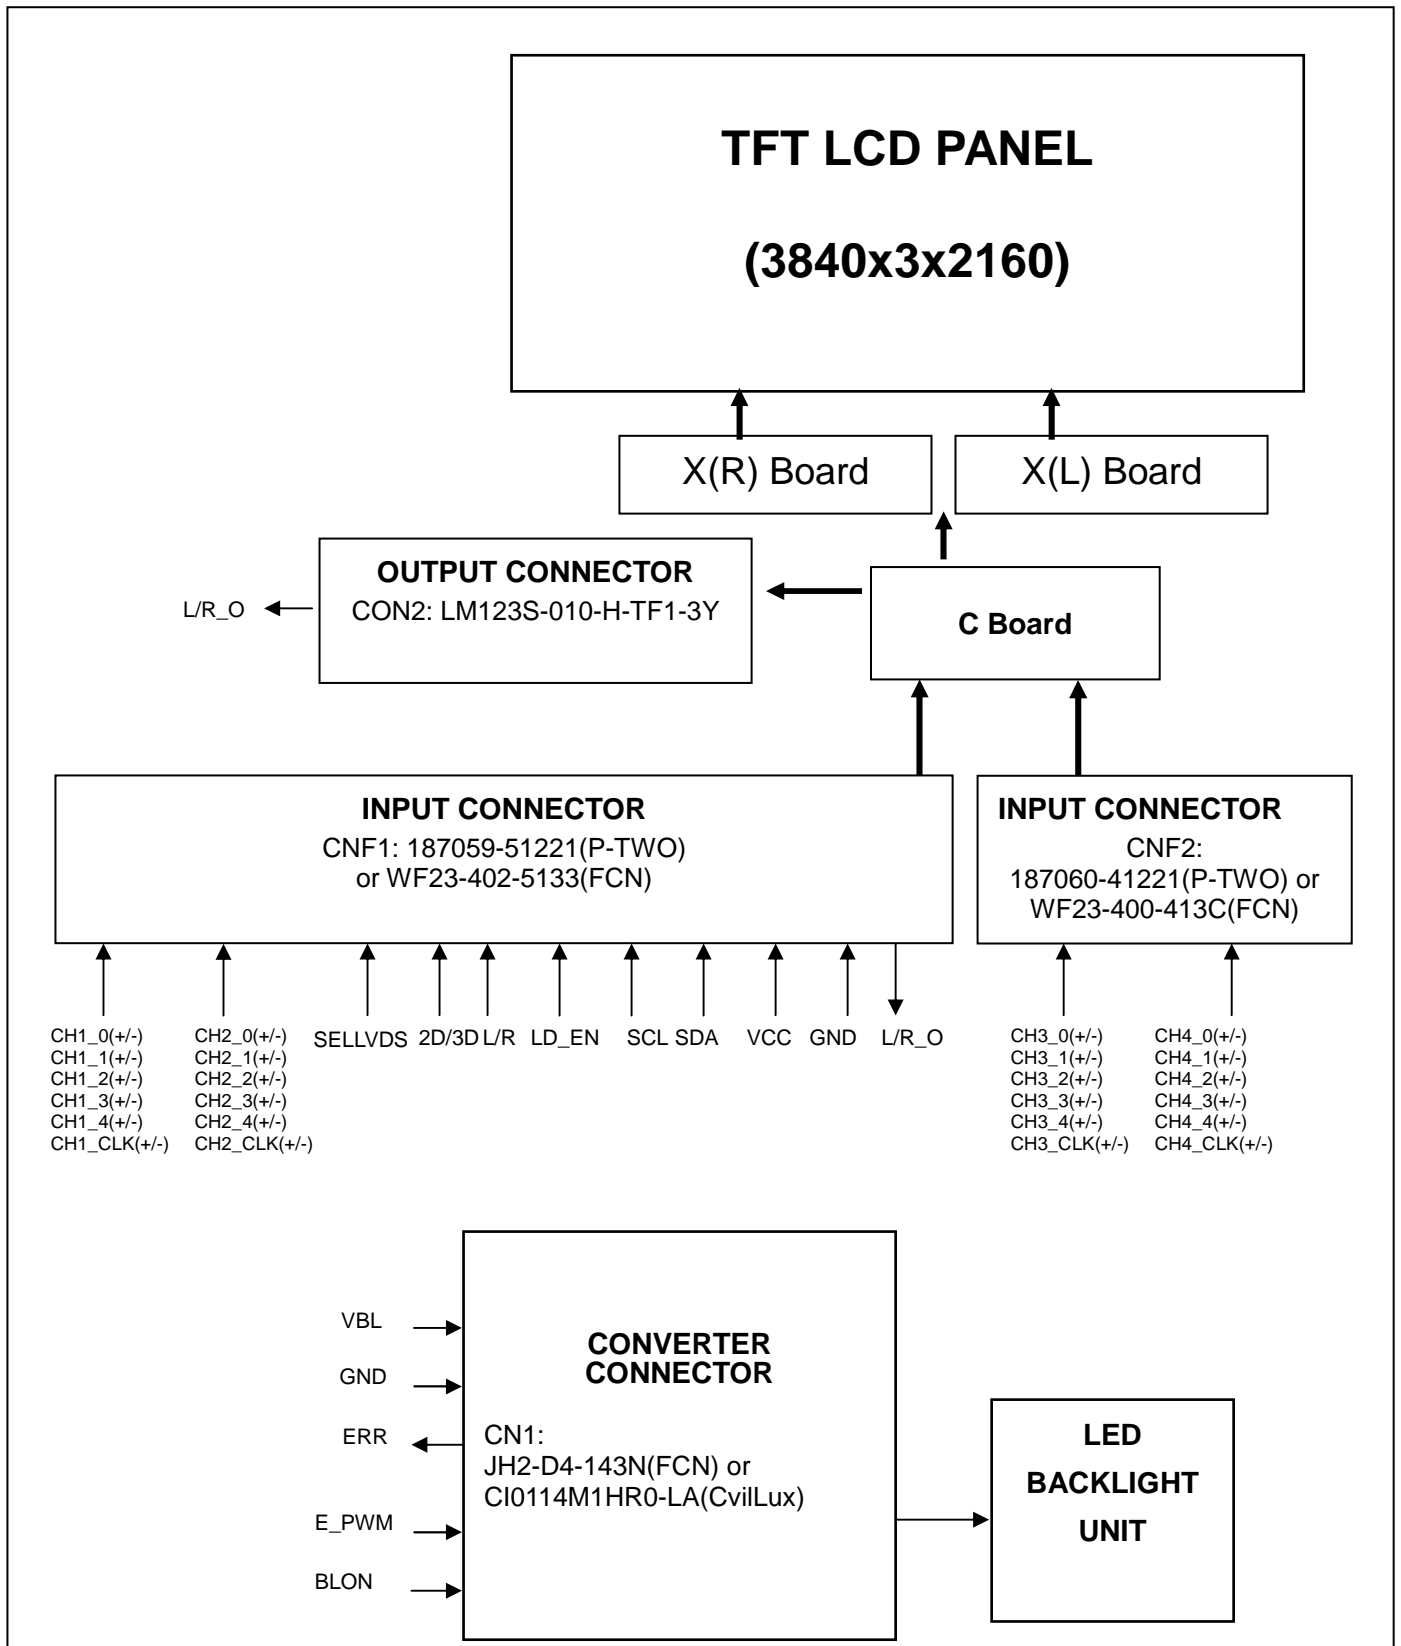 TFT LCD PANEL
(3840x3x2160)
X(R) Board
X(L) Board
OUTPUT CONNECTOR
CON2: LM123S-010-H-TF1-3Y
L/R_O
C Board
INPUT CONNECTOR
CNF1: 187059-51221(P-TWO)
or WF23-402-5133(FCN)
INPUT CONNECTOR
CNF2:
187060-41221(P-TWO) or
WF23-400-413C(FCN)
CH1_0(+/-)
CH1_1(+/-)
CH1_2(+/-)
CH1_3(+/-)
CH1_4(+/-)
CH1_CLK(+/-)
CH2_0(+/-)
CH2_1(+/-)
CH2_2(+/-)
CH2_3(+/-)
CH2_4(+/-)
CH2_CLK(+/-)
SELLVDS
2D/3D
L/R
LD_EN
SCL
SDA
VCC
GND
L/R_O
CH3_0(+/-)
CH3_1(+/-)
CH3_2(+/-)
CH3_3(+/-)
CH3_4(+/-)
CH3_CLK(+/-)
CH4_0(+/-)
CH4_1(+/-)
CH4_2(+/-)
CH4_3(+/-)
CH4_4(+/-)
CH4_CLK(+/-)
VBL
GND
ERR
E_PWM
BLON
CONVERTER
CONNECTOR
CN1:
JH2-D4-143N(FCN) or
CI0114M1HR0-LA(CvilLux)
LED
BACKLIGHT
UNIT